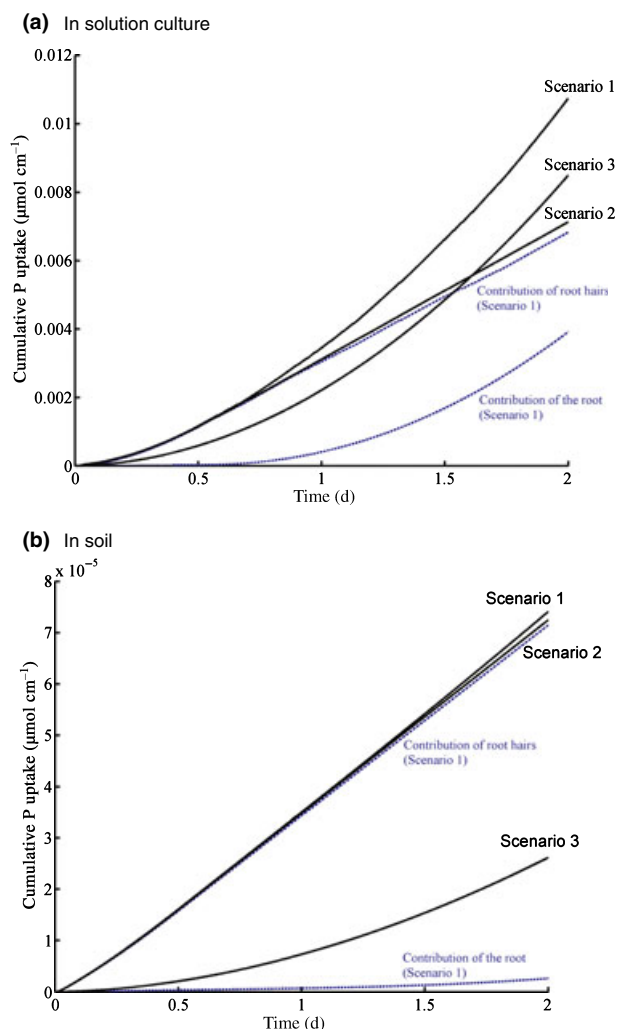 (a) In solution culture
0.012
0.01
0.008
0.006
0.004
0.002
0
Cumulative P uptake (μmol cm⁻¹)
Scenario 1
Scenario 3
Scenario 2
Contribution of root hairs
(Scenario 1)
Contribution of the root
(Scenario 1)
0 0.5 1 1.5 2
Time (d)
(b) In soil
x 10⁻⁵
8
7
6
5
4
3
2
1
0
Cumulative P uptake (μmol cm⁻¹)
Scenario 1
Scenario 2
Contribution of root hairs
(Scenario 1)
Scenario 3
Contribution of the root
(Scenario 1)
0 0.5 1 1.5 2
Time (d)